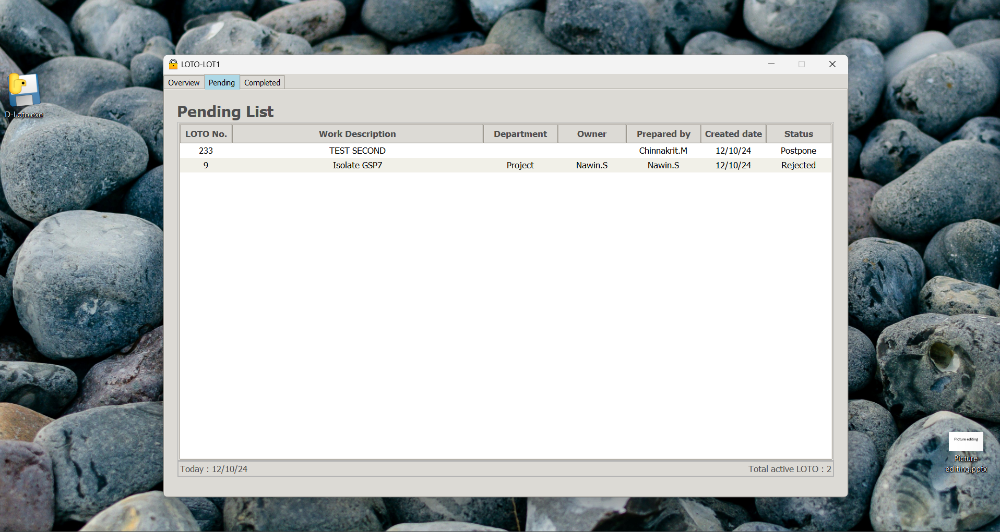 LOTO-LOT1
Overview Pending Completed
D-Loto.exe
Pending List
LOTO No. Work Description Department Owner Prepared by Created date Status
233 TEST SECOND Chinnakrit.M 12/10/24 Postpone
9 Isolate GSP7 Project Nawin.S Nawin.S 12/10/24 Rejected
Picture editing
Picture
editing.pptx
Today : 12/10/24 Total active LOTO : 2